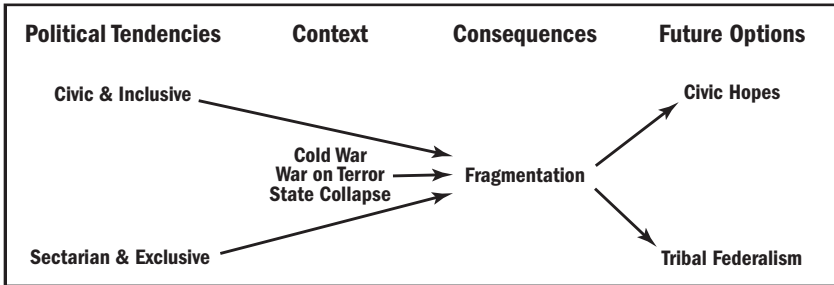 Political Tendencies Context Consequences Future Options
Civic & Inclusive
Civic Hopes
Cold War
War on Terror
State Collapse
Fragmentation
Sectarian & Exclusive
Tribal Federalism